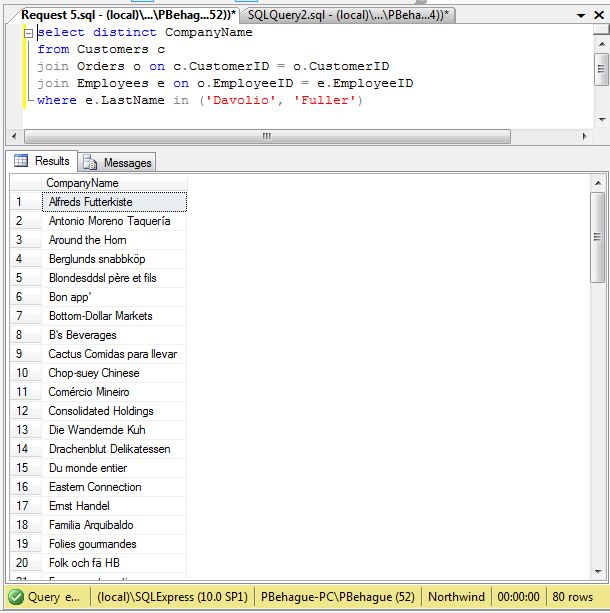 Request 5.sql - (local)\...\PBehag...52))* SQLQuery2.sql - (local)\...\PBeha...4))*
select distinct CompanyName
from Customers c
join Orders o on c.CustomerID = o.CustomerID
join Employees e on o.EmployeeID = e.EmployeeID
where e.LastName in ('Davolio', 'Fuller')
Results Messages
CompanyName
1 Alfreds Futterkiste
2 Antonio Moreno Taquería
3 Around the Horn
4 Berglunds snabbköp
5 Blondesddsl père et fils
6 Bon app'
7 Bottom-Dollar Markets
8 B's Beverages
9 Cactus Comidas para llevar
10 Chop-suey Chinese
11 Comércio Mineiro
12 Consolidated Holdings
13 Die Wandernde Kuh
14 Drachenblut Delikatessen
15 Du monde entier
16 Eastern Connection
17 Ernst Handel
18 Familia Arquibaldo
19 Folies gourmandes
20 Folk och fä HB
Query e... (local)\SQLExpress (10.0 SP1) PBehague-PC\PBehague (52) Northwind 00:00:00 80 rows